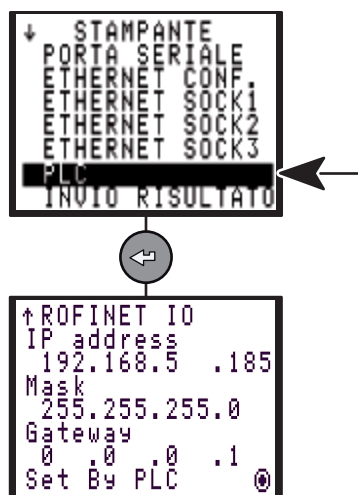 ↓ STAMPANTE
PORTA SERIALE
ETHERNET CONF.
ETHERNET SOCK1
ETHERNET SOCK2
ETHERNET SOCK3
PLC
INVIO RISULTATO
↑ROFINET IO
IP address
192.168.5 .185
Mask
255.255.255.0
Gateway
0 .0 .0 .1
Set By PLC